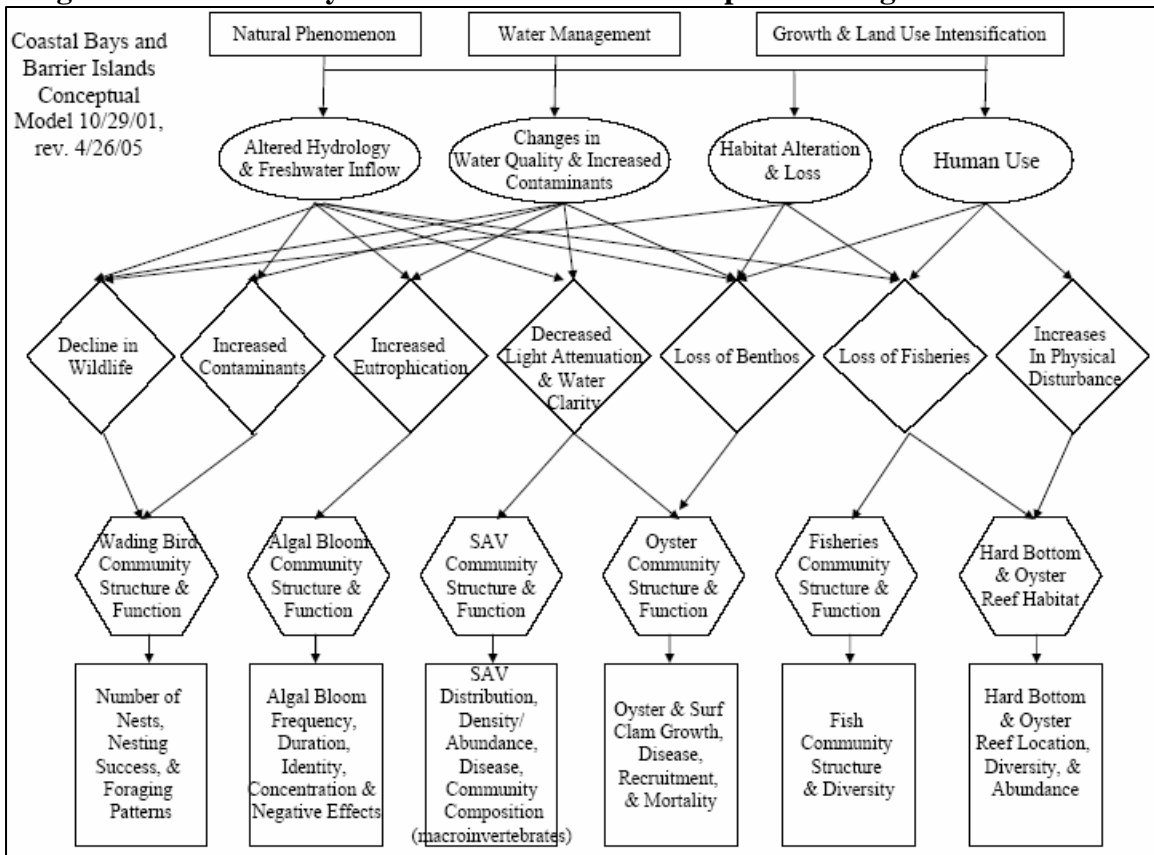 Coastal Bays and
Barrier Islands
Conceptual
Model 10/29/01,
rev. 4/26/05
Natural Phenomenon
Water Management
Growth & Land Use Intensification
Altered Hydrology
& Freshwater Inflow
Changes in
Water Quality & Increased
Contaminants
Habitat Alteration
& Loss
Human Use
Decline in
Wildlife
Increased
Contaminants
Increased
Eutrophication
Decreased
Light Attenuation
& Water
Clarity
Loss of Benthos
Loss of Fisheries
Increases
In Physical
Disturbance
Wading Bird
Community
Structure &
Function
Algal Bloom
Community
Structure &
Function
SAV
Community
Structure &
Function
Oyster
Community
Structure &
Function
Fisheries
Community
Structure &
Function
Hard Bottom
& Oyster
Reef Habitat
Number of
Nests,
Nesting
Success, &
Foraging
Patterns
Algal Bloom
Frequency,
Duration,
Identity,
Concentration &
Negative Effects
SAV
Distribution,
Density/
Abundance,
Disease,
Community
Composition
(macroinvertebrates)
Oyster & Surf
Clam Growth,
Disease,
Recruitment,
& Mortality
Fish
Community
Structure
& Diversity
Hard Bottom
& Oyster
Reef Location,
Diversity, &
Abundance